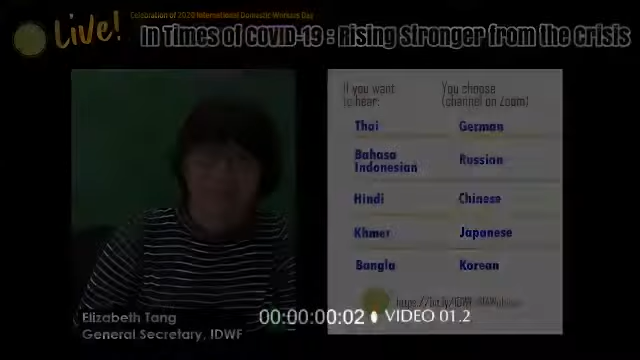 Celebration of 2020 International Domestic Workers Day
Live!
In Times of COVID-19 : Rising Stronger from the Crisis
If you want to hear:
You choose (channel on Zoom)
Thai
German
Bahasa Indonesian
Russian
Hindi
Chinese
Khmer
Japanese
Bangla
Korean
Elizabeth Tang
General Secretary, IDWF
00:00:00:02
VIDEO 01.2